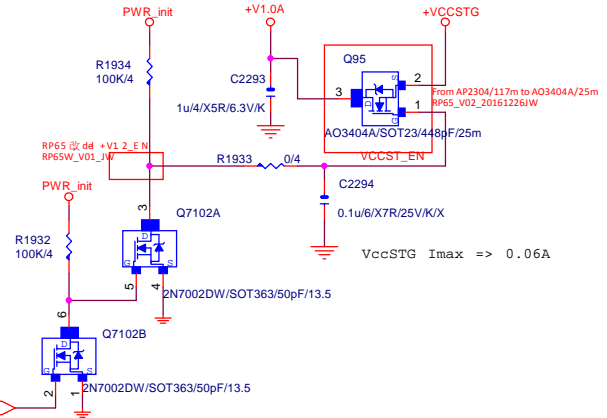 PWR_init
+V1.0A
+VCCSTG
Q95
R1934
100K/4
C2293
1u/4/X5R/6.3V/K
3
S
D
2
1
From AP2304/117m to AO3404A/25m
RP65_V02_20161226JW
AO3404A/SOT23/448pF/25m
VCCST_EN
RP65 改 del +V1 2_E N
RP65W_V01_JW
R1933
0/4
PWR_init
C2294
0.1u/6/X7R/25V/K/X
3
Q7102A
R1932
100K/4
D
G
S
VccSTG Imax => 0.06A
5
4
2N7002DW/SOT363/50pF/13.5
6
Q7102B
D
G
S
2
1
2N7002DW/SOT363/50pF/13.5